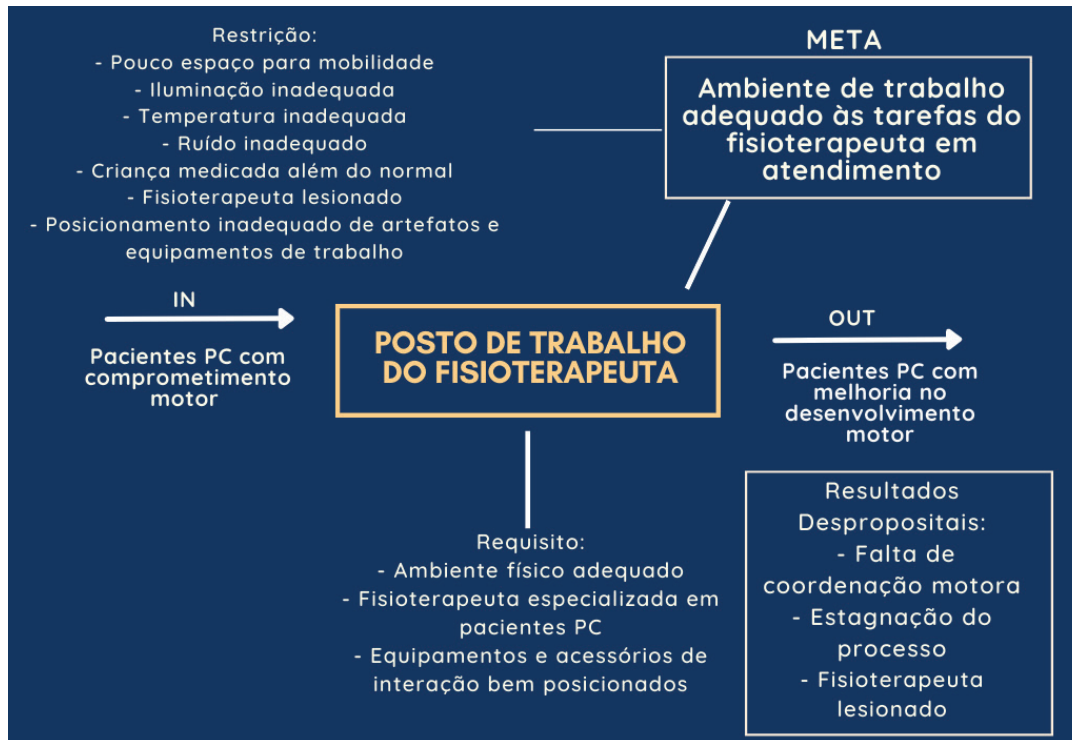 Restrição:
- Pouco espaço para mobilidade
- Iluminação inadequada
- Temperatura inadequada
- Ruído inadequado
- Criança medicada além do normal
- Fisioterapeuta lesionado
- Posicionamento inadequado de artefatos e
equipamentos de trabalho
META
Ambiente de trabalho
adequado às tarefas do
fisioterapeuta em
atendimento
IN
Pacientes PC com
comprometimento
motor
POSTO DE TRABALHO
DO FISIOTERAPEUTA
OUT
Pacientes PC com
melhoria no
desenvolvimento
motor
Requisito:
- Ambiente físico adequado
- Fisioterapeuta especializada em
pacientes PC
- Equipamentos e acessórios de
interação bem posicionados
Resultados
Despropositais:
- Falta de
coordenação motora
- Estagnação do
processo
- Fisioterapeuta
lesionado